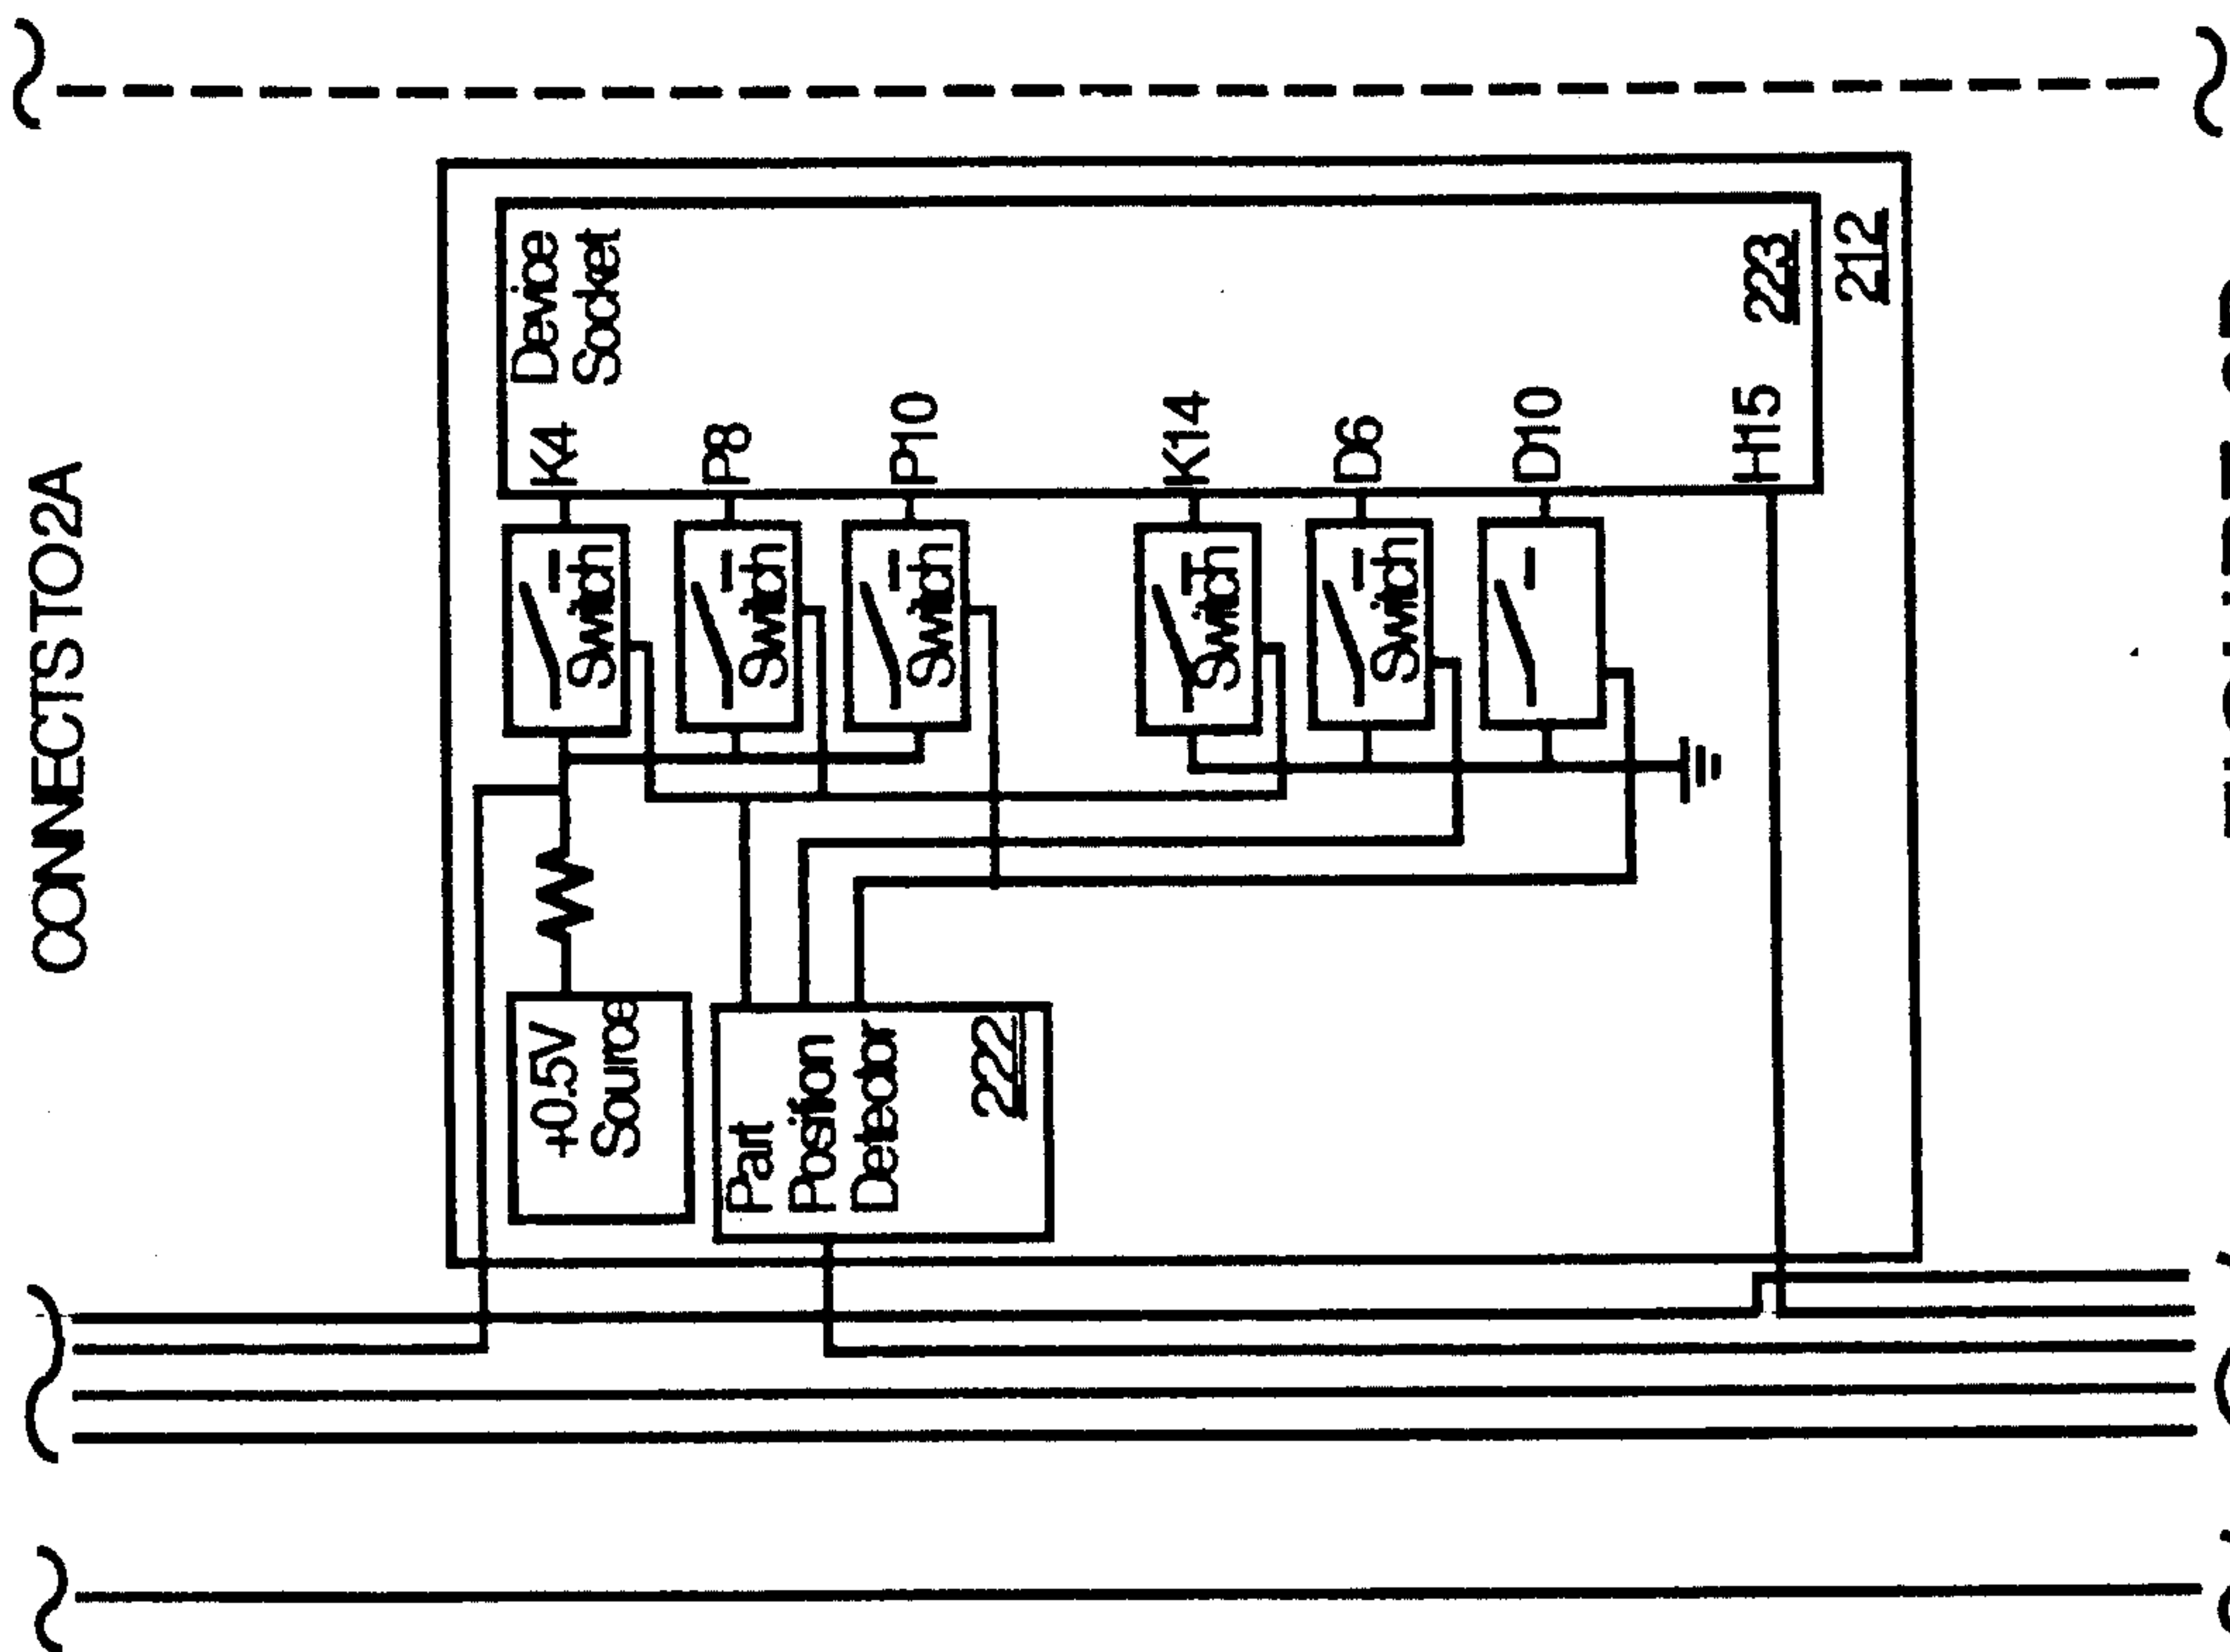 CONNECTS TO 2A
Device
Socket
223
212
K4
P8
P10
K14
D6
D10
H15
Switch
Switch
Switch
Switch
Switch
+0.5V
Source
Part
Position
Detector
222